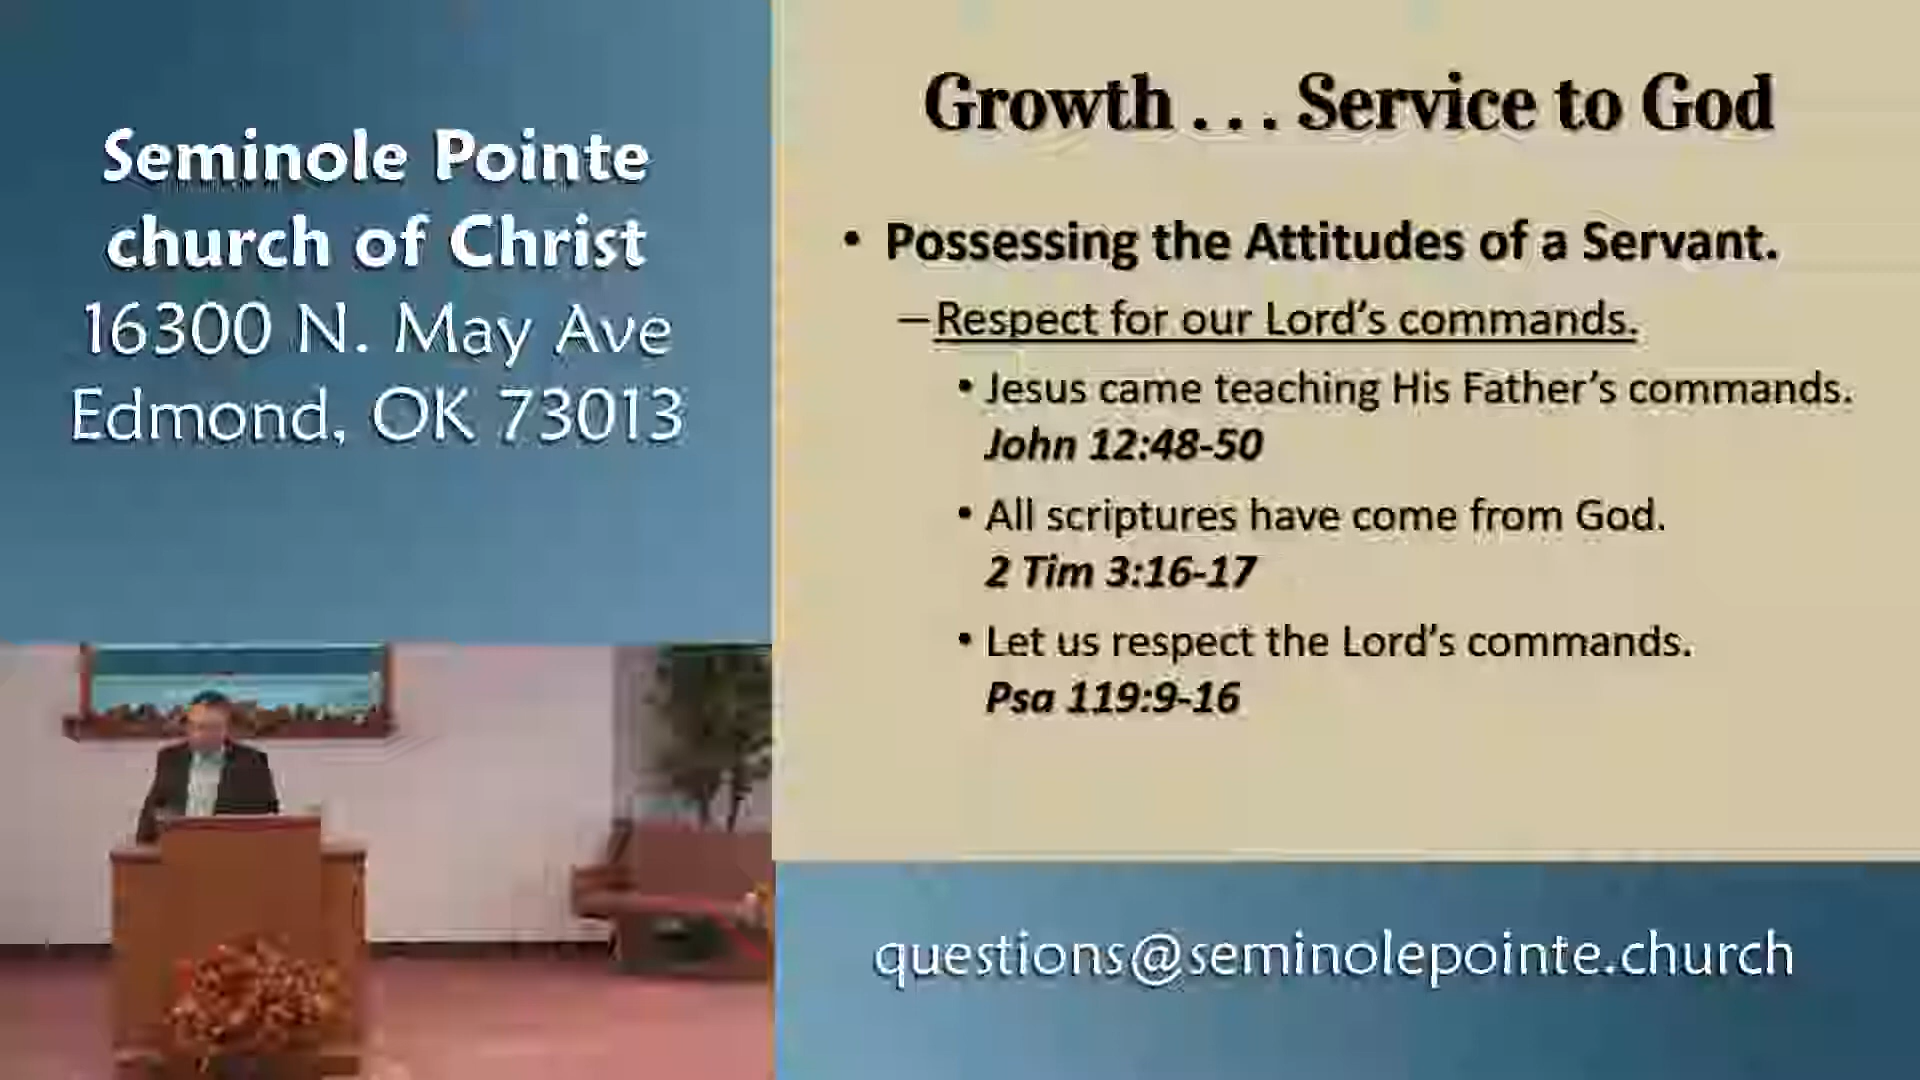 Seminole Pointe
church of Christ
16300 N. May Ave
Edmond, OK 73013
Growth . . . Service to God
• Possessing the Attitudes of a Servant.
–Respect for our Lord's commands.
• Jesus came teaching His Father's commands.
John 12:48-50
• All scriptures have come from God.
2 Tim 3:16-17
• Let us respect the Lord's commands.
Psa 119:9-16
questions@seminolepointe.church